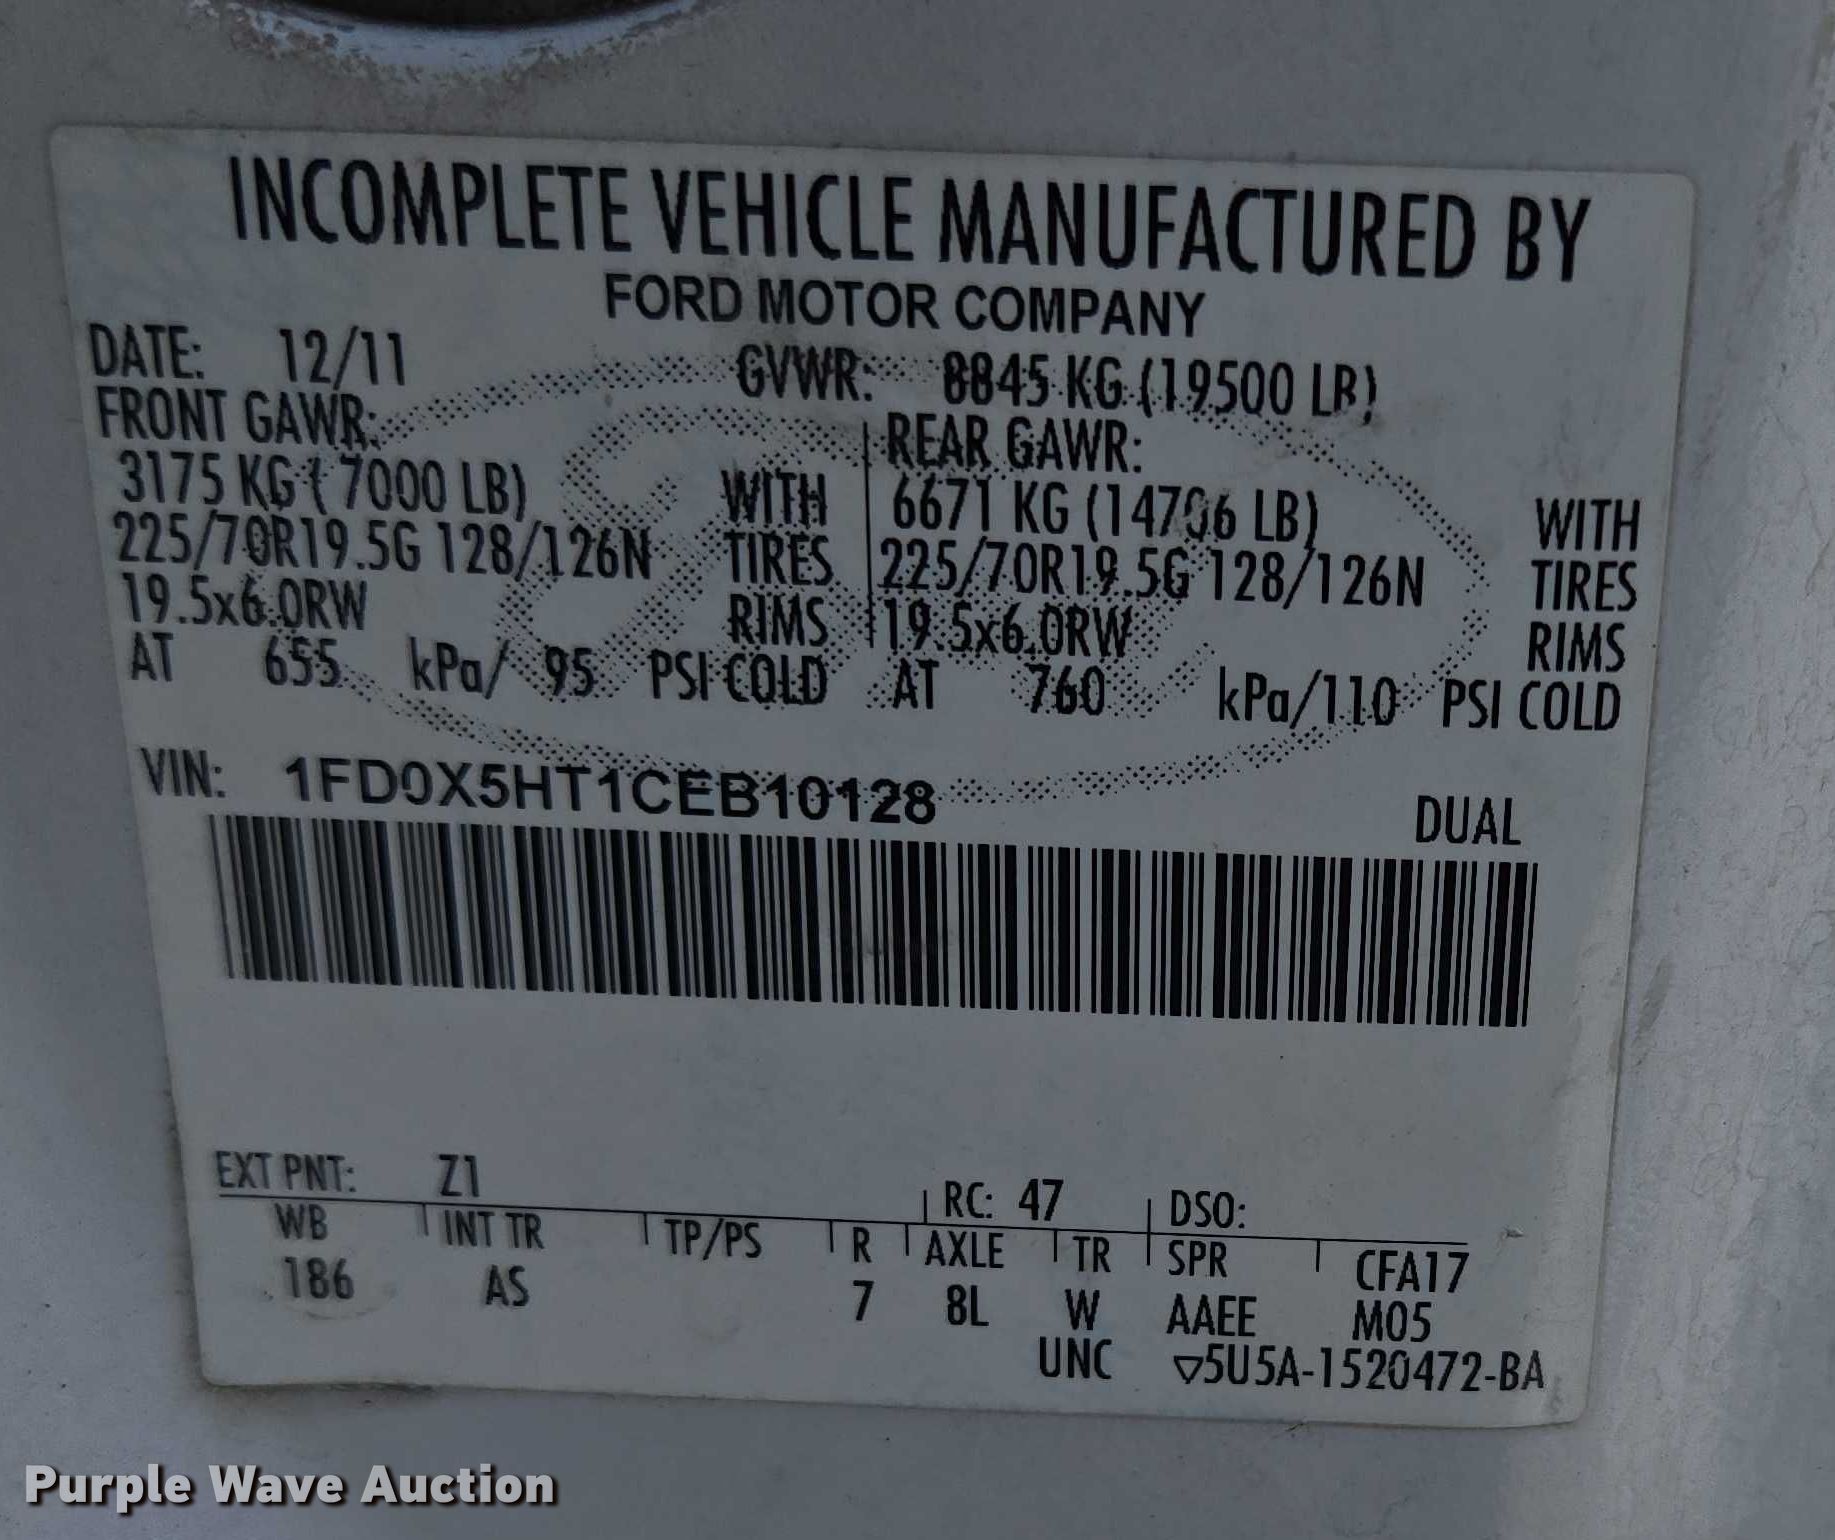 INCOMPLETE VEHICLE MANUFACTURED BY
FORD MOTOR COMPANY
DATE: 12/11 GVWR: 8845 KG (19500 LB)
FRONT GAWR: REAR GAWR:
3175 KG ( 7000 LB) WITH 6671 KG (14706 LB) WITH
225/70R19.5G 128/126N TIRES 225/70R19.5G 128/126N TIRES
19.5x6.0RW RIMS 19.5x6.0RW RIMS
AT 655 kPa/ 95 PSI COLD AT 760 kPa/110 PSI COLD
VIN: 1FD0X5HT1CEB10128
DUAL
EXT PNT: Z1 RC: 47 DSO:
WB INT TR TP/PS R AXLE TR SPR CFA17
186 AS 7 8L W AAEE M05
UNC ▽5U5A-1520472-BA
Purple Wave Auction